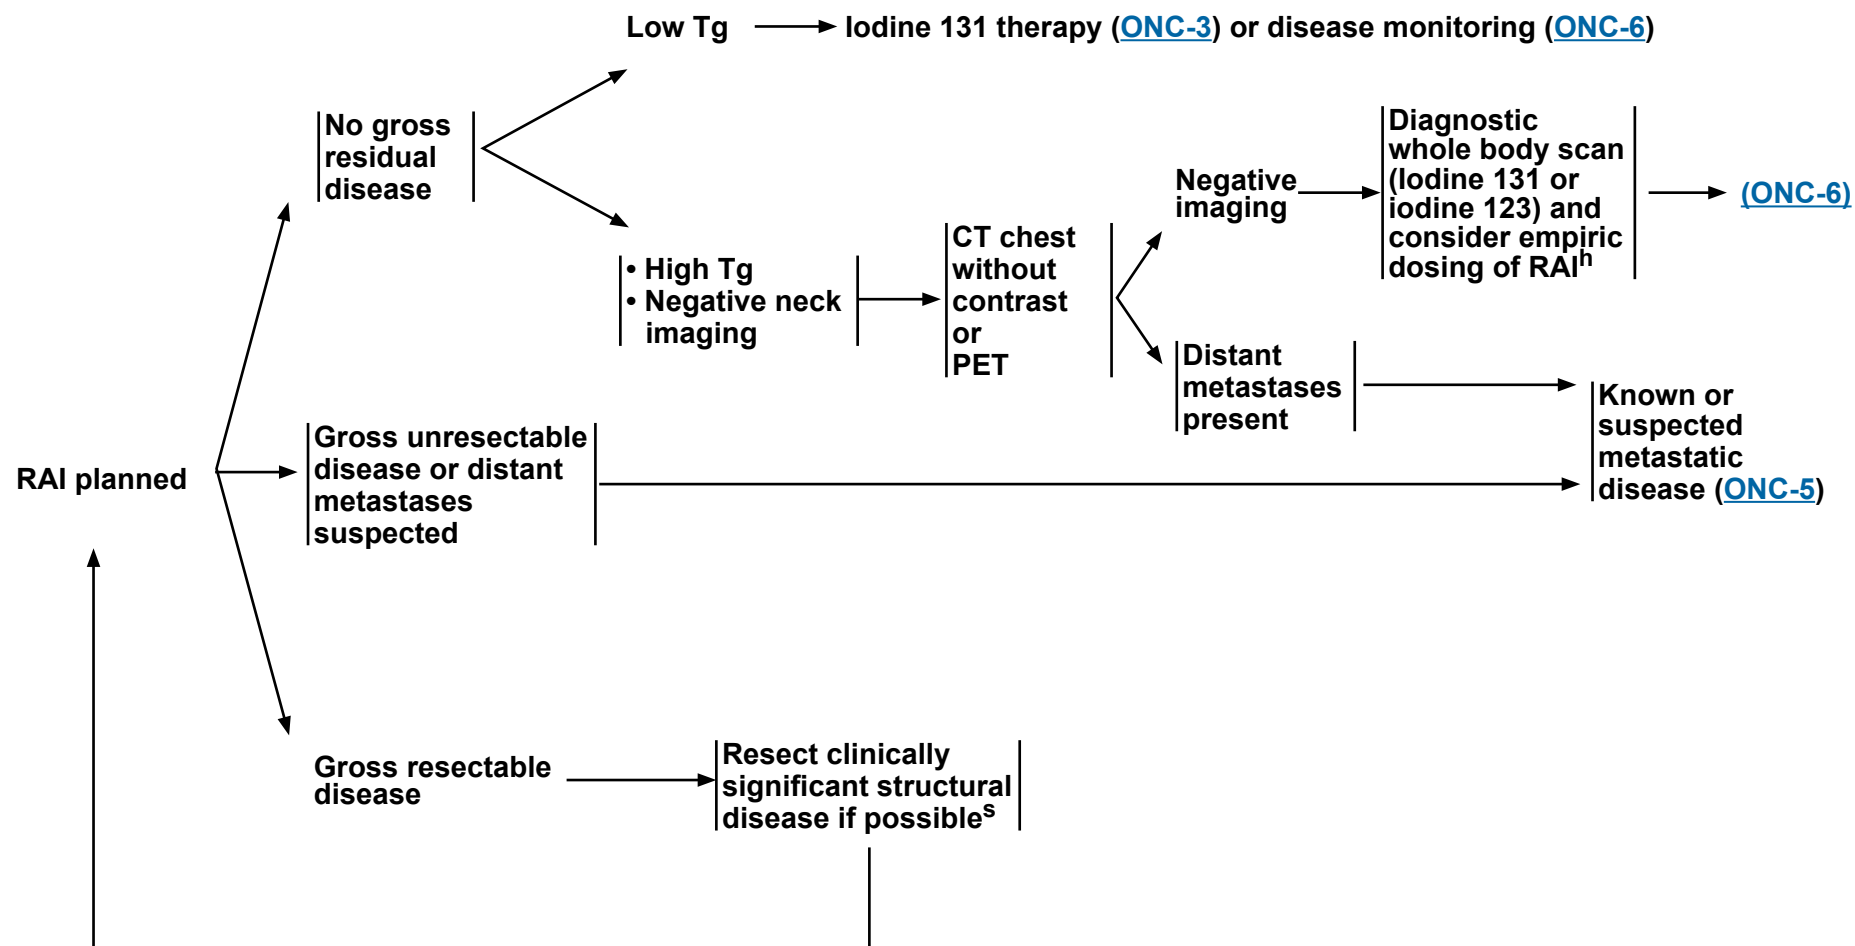 Low Tg
Iodine 131 therapy (ONC-3) or disease monitoring (ONC-6)
No gross
residual
disease
• High Tg
• Negative neck
imaging
CT chest
without
contrast
or
PET
Negative
imaging
Diagnostic
whole body scan
(Iodine 131 or
iodine 123) and
consider empiric
dosing of RAIh
(ONC-6)
Distant
metastases
present
Known or
suspected
metastatic
disease (ONC-5)
RAI planned
Gross unresectable
disease or distant
metastases
suspected
Gross resectable
disease
Resect clinically
significant structural
disease if possibles